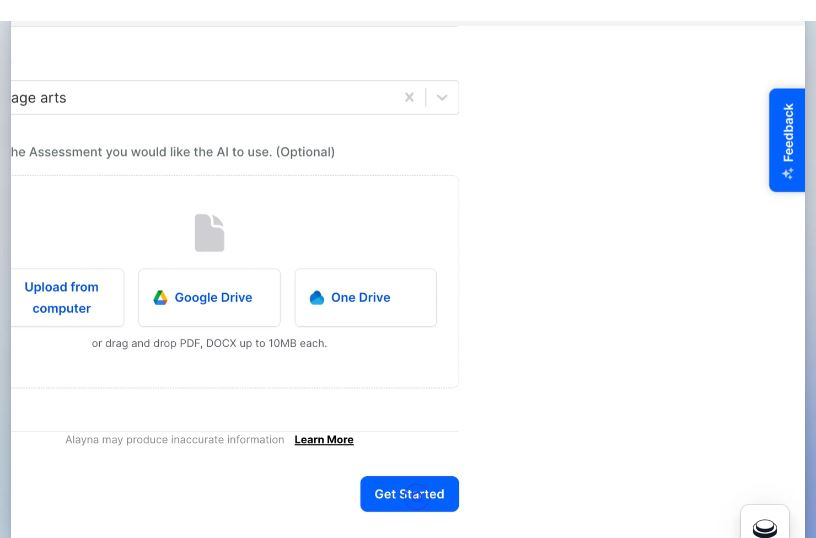 age arts
Feedback
he Assessment you would like the AI to use. (Optional)
Upload from
computer
Google Drive
One Drive
or drag and drop PDF, DOCX up to 10MB each.
Alayna may produce inaccurate information Learn More
Get Started